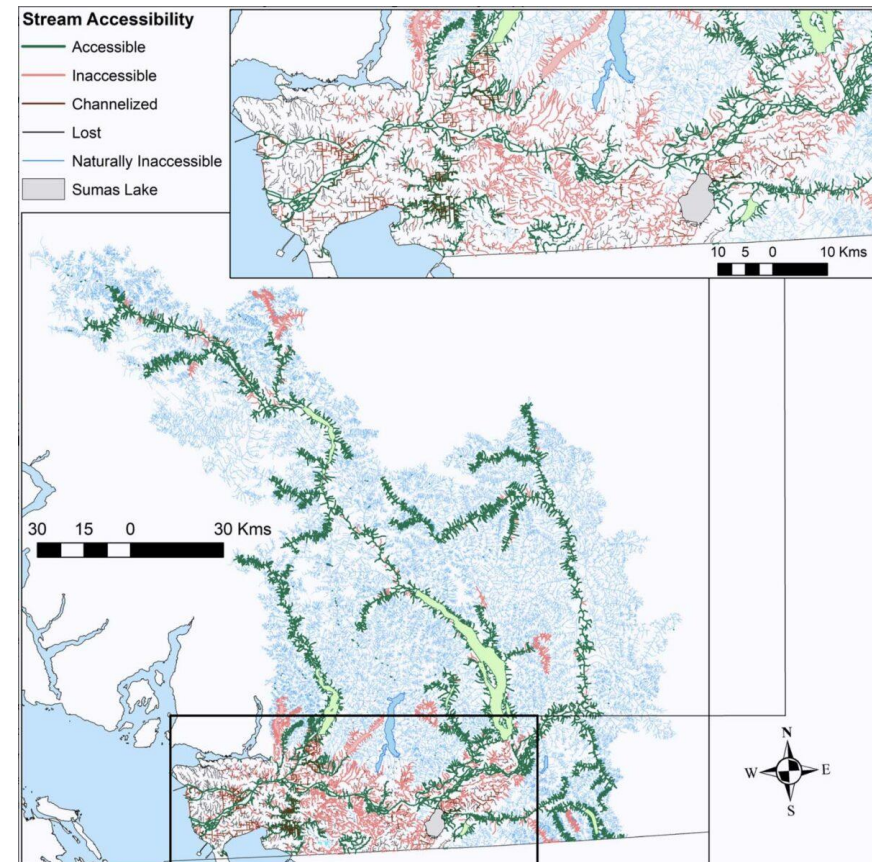 Stream Accessibility
Accessible
Inaccessible
Channelized
Lost
Naturally Inaccessible
Sumas Lake
10 5 0 10 Kms
30 15 0 30 Kms
N
W E
S